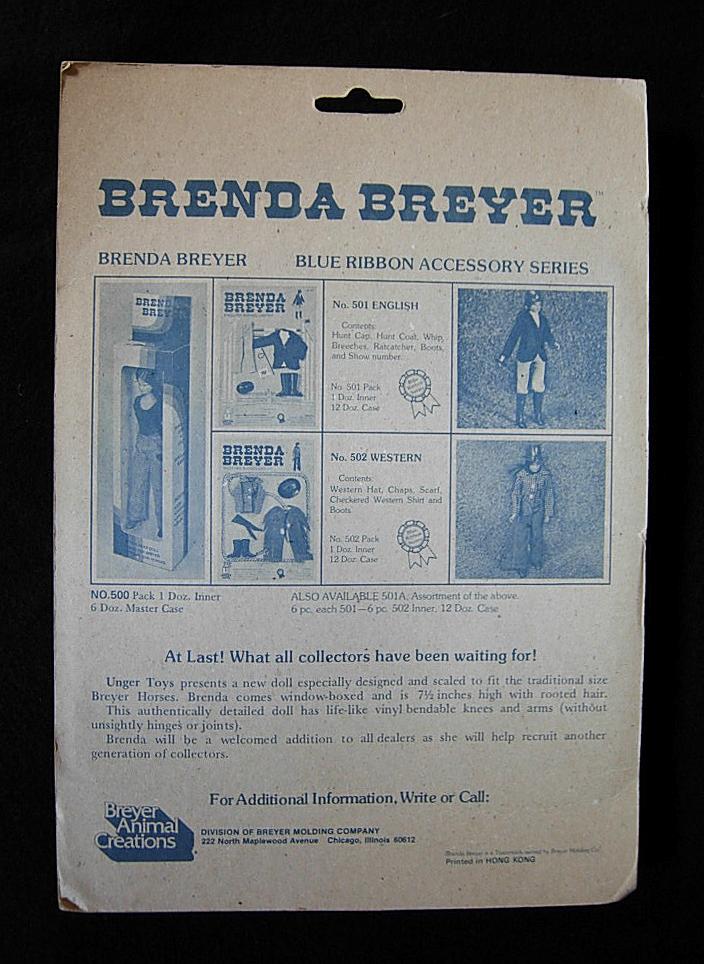 BRENDA BREYER™
BRENDA BREYER BLUE RIBBON ACCESSORY SERIES
BREND
BREY
BRENDA
BREYER
No. 501 ENGLISH
Contents:
Hunt Cap, Hunt Coat, Whip,
Breeches, Ratcatcher, Boots,
and Show number.
No. 501 Pack
1 Doz. Inner
12 Doz. Case
BRENDA
BREYER
No. 502 WESTERN
Contents:
Western Hat, Chaps, Scarf,
Checkered Western Shirt and
Boots.
No. 502 Pack
1 Doz. Inner
12 Doz. Case
NO.500 Pack 1 Doz. Inner
6 Doz. Master Case
ALSO AVAILABLE 501A, Assortment of the above.
6 pc. each 501—6 pc. 502 Inner, 12 Doz. Case
At Last! What all collectors have been waiting for!
Unger Toys presents a new doll especially designed and scaled to fit the traditional size
Breyer Horses. Brenda comes window-boxed and is 7½ inches high with rooted hair.
This authentically detailed doll has life-like vinyl bendable knees and arms (without
unsightly hinges or joints).
Brenda will be a welcomed addition to all dealers as she will help recruit another
generation of collectors.
For Additional Information, Write or Call:
Breyer
Animal
Creations
DIVISION OF BREYER MOLDING COMPANY
222 North Maplewood Avenue Chicago, Illinois 60612
Brenda Breyer is a Trademark owned by Breyer Molding Co.
Printed in HONG KONG